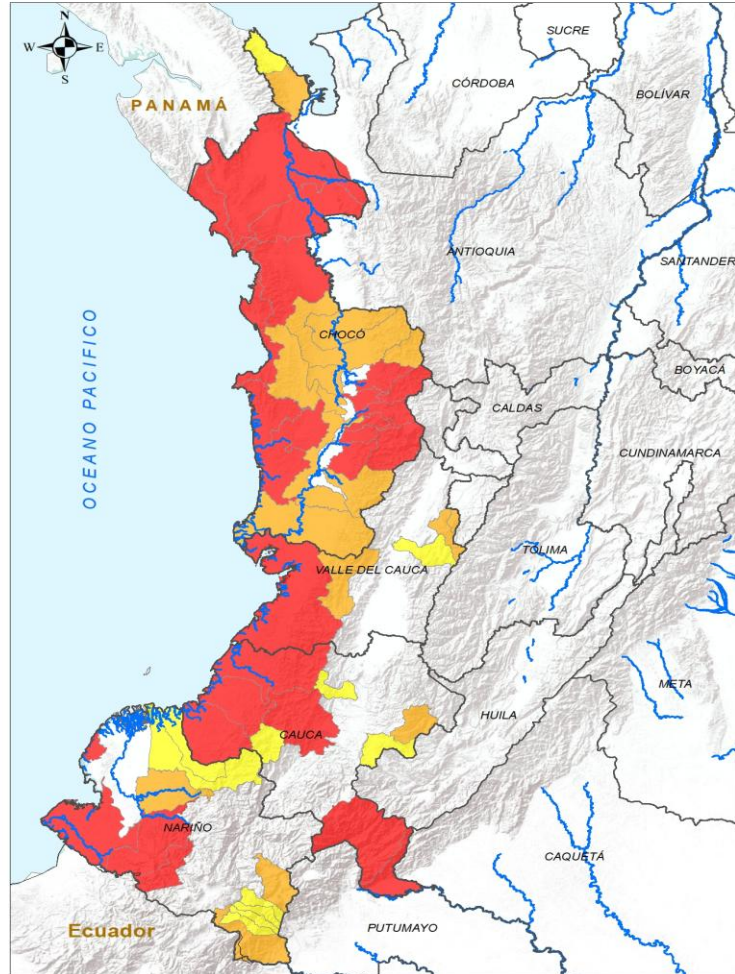 SUCRE
N
W E
S
CÓRDOBA
BOLÍVAR
PANAMÁ
ANTIOQUIA
SANTANDER
OCEANO PACIFICO
CHOCÓ
BOYACÁ
CALDAS
CUNDINAMARCA
TOLIMA
VALLE DEL CAUCA
META
HUILA
CAUCA
NARIÑO
CAQUETÁ
PUTUMAYO
Ecuador